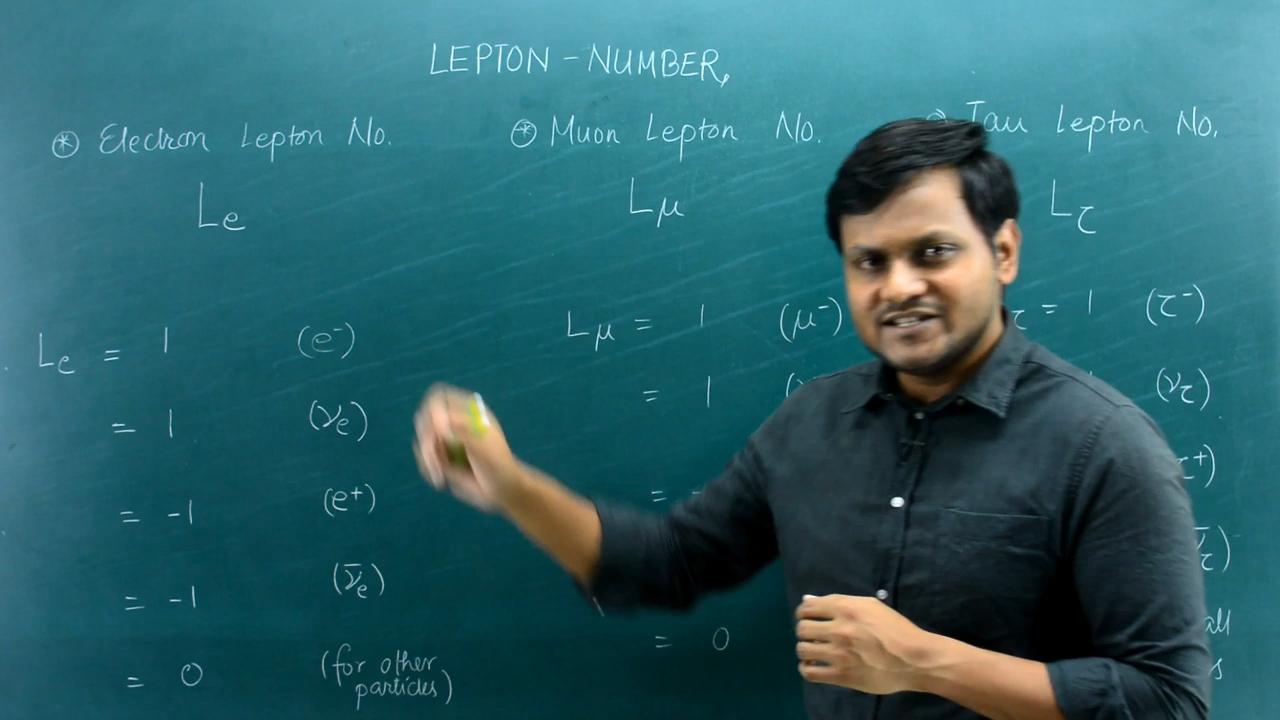 LEPTON - NUMBER,
⊛ Electron Lepton No.
Le
Le = 1 (e⁻)
= 1 (νe)
= -1 (e⁺)
= -1 (ν̄e)
= 0 (for other
particles)
⊛ Muon Lepton No.
Lμ
Lμ = 1 (μ⁻)
= 1
=
= 0
Tau Lepton No.
Lτ
τ = 1 (τ⁻)
(ντ)
τ⁺)
ν̄τ)
all
s